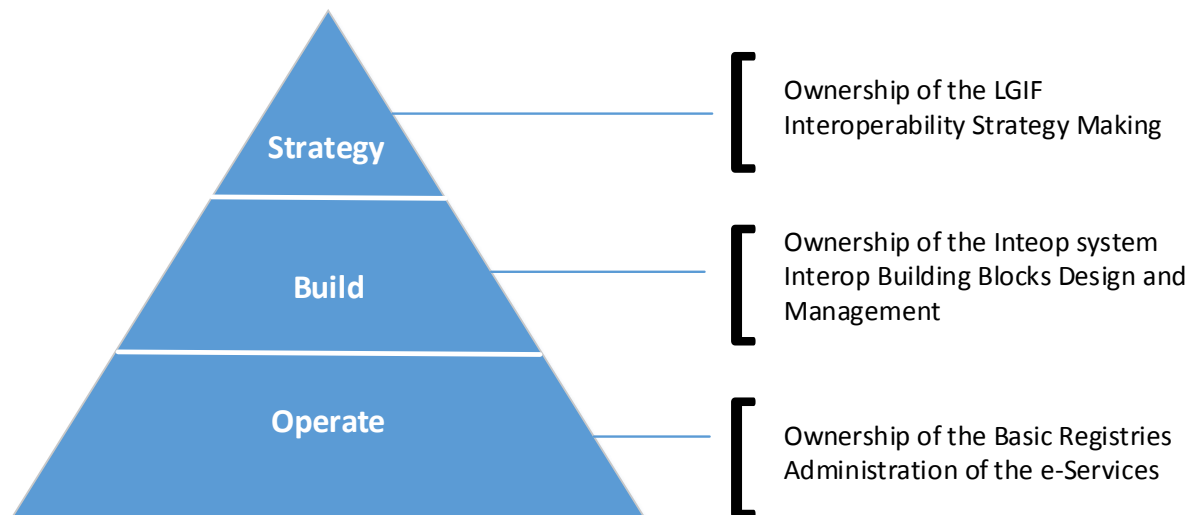 Strategy
Ownership of the LGIF
Interoperability Strategy Making
Build
Ownership of the Inteop system
Interop Building Blocks Design and
Management
Operate
Ownership of the Basic Registries
Administration of the e-Services